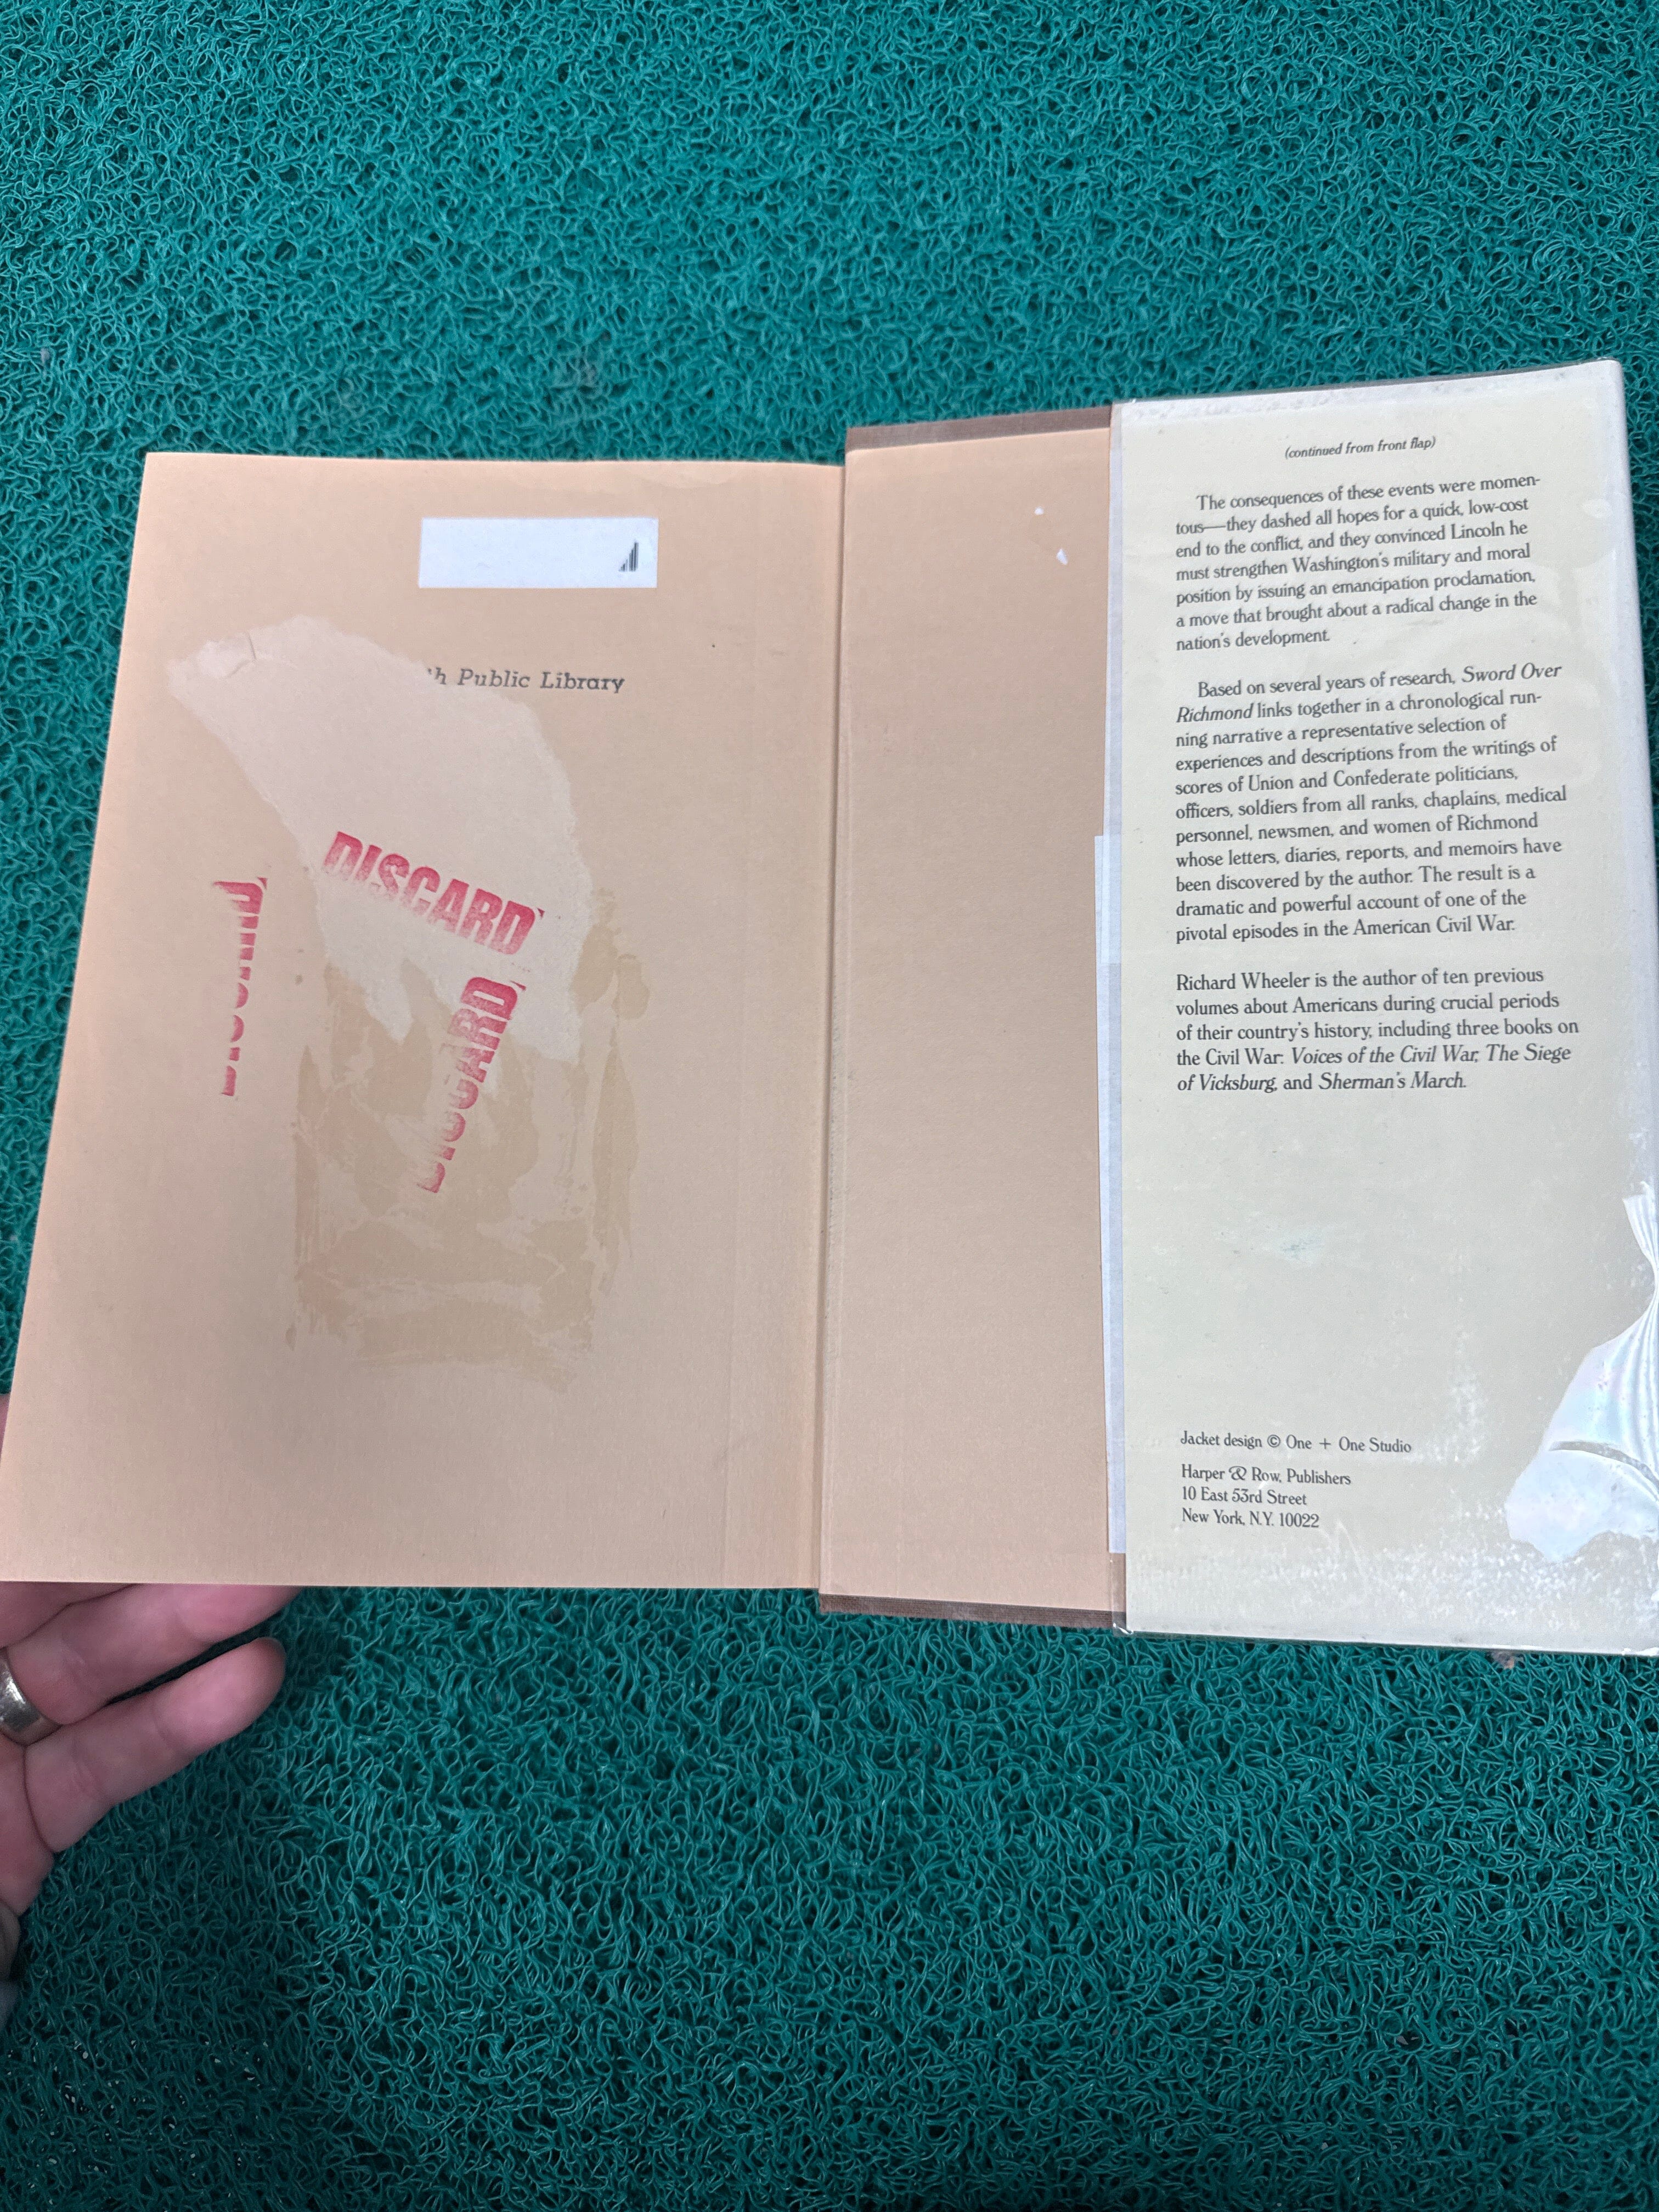 h Public Library
DISCARD
DISCARD
DISCARD
(continued from front flap)
The consequences of these events were momen-
tous—they dashed all hopes for a quick, low-cost
end to the conflict, and they convinced Lincoln he
must strengthen Washington's military and moral
position by issuing an emancipation proclamation,
a move that brought about a radical change in the
nation's development.
Based on several years of research, Sword Over
Richmond links together in a chronological run-
ning narrative a representative selection of
experiences and descriptions from the writings of
scores of Union and Confederate politicians,
officers, soldiers from all ranks, chaplains, medical
personnel, newsmen, and women of Richmond
whose letters, diaries, reports, and memoirs have
been discovered by the author. The result is a
dramatic and powerful account of one of the
pivotal episodes in the American Civil War.
Richard Wheeler is the author of ten previous
volumes about Americans during crucial periods
of their country's history, including three books on
the Civil War: Voices of the Civil War, The Siege
of Vicksburg, and Sherman's March.
Jacket design © One + One Studio
Harper & Row, Publishers
10 East 53rd Street
New York, N.Y. 10022